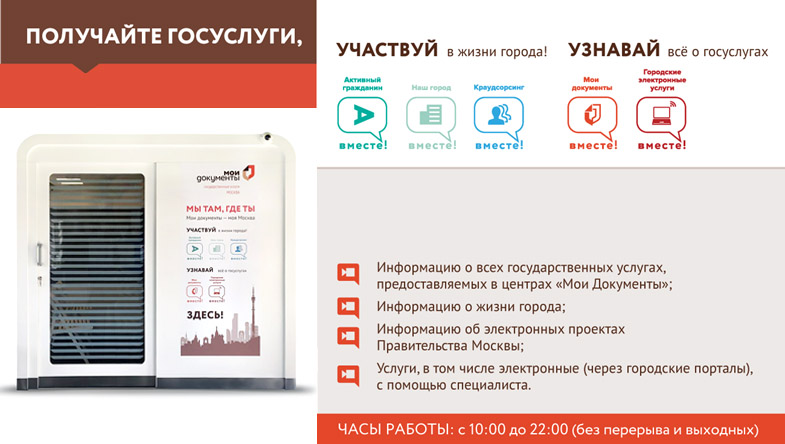 ПОЛУЧАЙТЕ ГОСУСЛУГИ,
УЧАСТВУЙ в жизни города!
Активный
гражданин
вместе!
Наш город
вместе!
Краудсорсинг
вместе!
УЗНАВАЙ всё о госуслугах
Мои
документы
вместе!
Городские
электронные
услуги
вместе!
мои
документы
МЫ ТАМ, ГДЕ ТЫ
Мои документы – моя Москва
УЧАСТВУЙ в жизни города!
УЗНАВАЙ всё о госуслугах
ЗДЕСЬ!
Информацию о всех государственных услугах,
предоставляемых в центрах «Мои Документы»;
Информацию о жизни города;
Информацию об электронных проектах
Правительства Москвы;
Услуги, в том числе электронные (через городские порталы),
с помощью специалиста.
ЧАСЫ РАБОТЫ: с 10:00 до 22:00 (без перерыва и выходных)